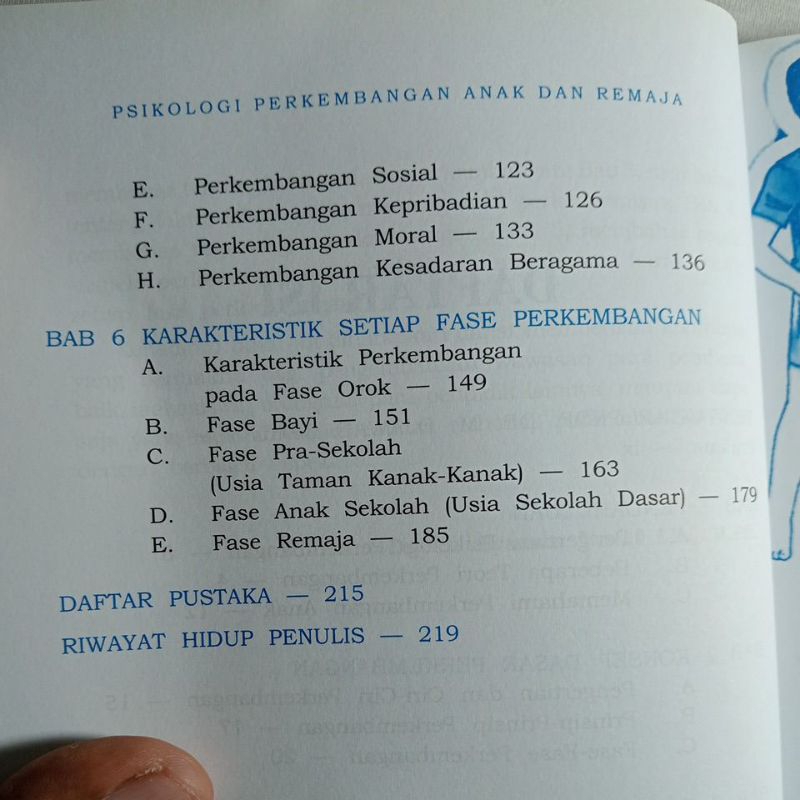 PSIKOLOGI PERKEMBANGAN ANAK DAN REMAJA
E. Perkembangan Sosial — 123
F. Perkembangan Kepribadian — 126
G. Perkembangan Moral — 133
H. Perkembangan Kesadaran Beragama — 136
BAB 6 KARAKTERISTIK SETIAP FASE PERKEMBANGAN
A. Karakteristik Perkembangan
pada Fase Orok — 149
B. Fase Bayi — 151
C. Fase Pra-Sekolah
(Usia Taman Kanak-Kanak) — 163
D. Fase Anak Sekolah (Usia Sekolah Dasar) — 179
E. Fase Remaja — 185
DAFTAR PUSTAKA — 215
RIWAYAT HIDUP PENULIS — 219